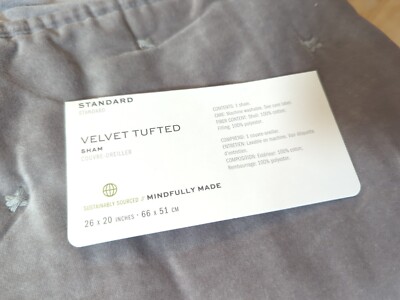 STANDARD
STANDARD
VELVET TUFTED
SHAM
COUVRE-OREILLER
SUSTAINABLY SOURCED // MINDFULLY MADE
26 x 20 INCHES · 66 x 51 CM
CONTENTS: 1 sham.
CARE: Machine washable. See care label.
FIBER CONTENT: Shell: 100% cotton.
Filling: 100% polyester.
COMPREND: 1 couvre-oreiller.
ENTRETIEN: Lavable en machine. Voir étiquette
d'entretien.
COMPOSITION: Extérieur: 100% coton.
Rembourrage: 100% polyester.